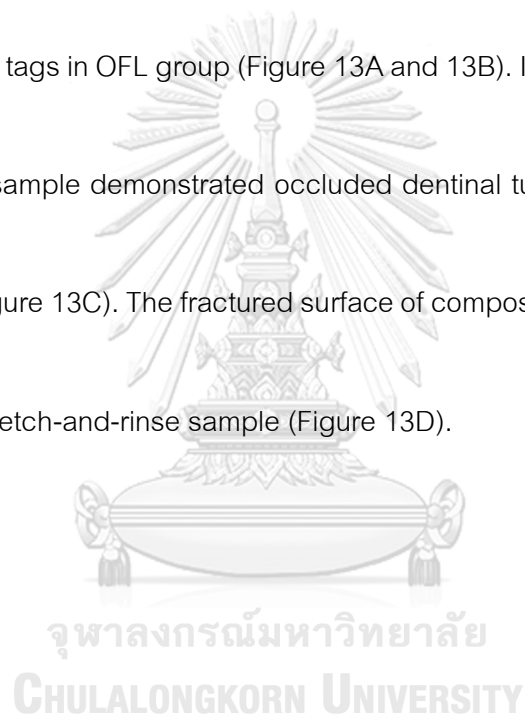 tags in OFL group (Figure 13A and 13B). I
sample demonstrated occluded dentinal tu
gure 13C). The fractured surface of compos
etch-and-rinse sample (Figure 13D).
จุฬาลงกรณ์มหาวิทยาลัย
CHULALONGKORN UNIVERSITY